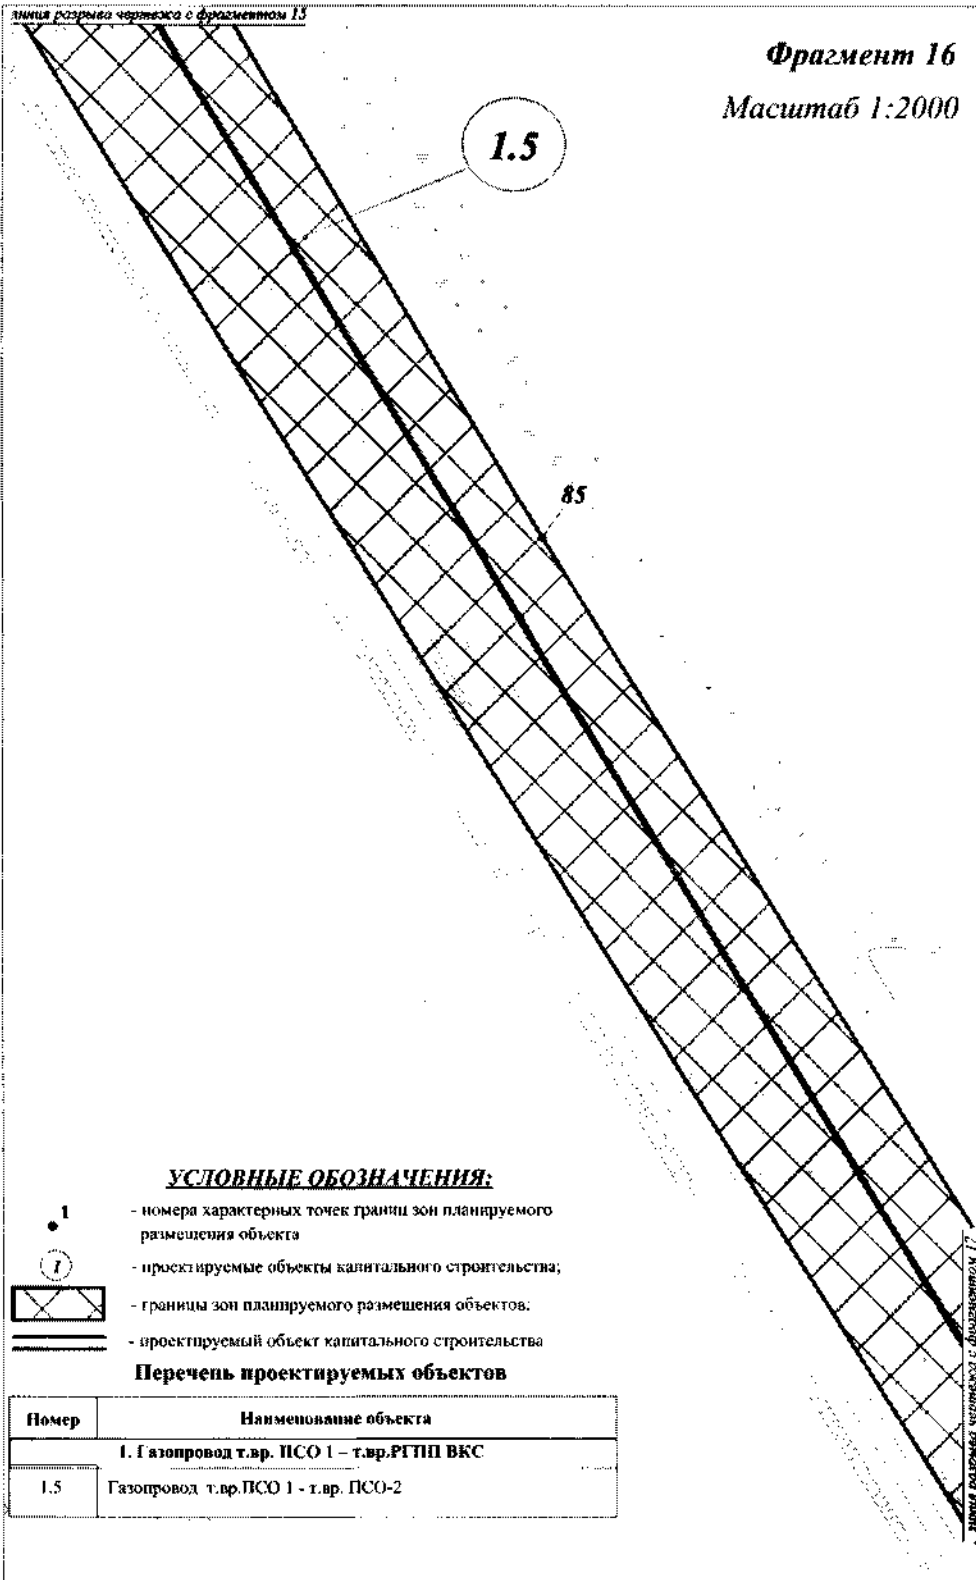 линия разрыва чертежа с фрагментом 15
Фрагмент 16
Масштаб 1:2000
1.5
85
УСЛОВНЫЕ ОБОЗНАЧЕНИЯ:
1
- номера характерных точек границ зон планируемого
размещения объекта
1
- проектируемые объекты капитального строительства;
- границы зон планируемого размещения объектов;
- проектируемый объект капитального строительства
Перечень проектируемых объектов
Номер Наименование объекта
1. Газопровод т.вр. ПСО 1 – т.вр.РГПП ВКС
1.5 Газопровод т.вр.ПСО 1 - т.вр. ПСО-2
линия разрыва чертежа с фрагментом 17